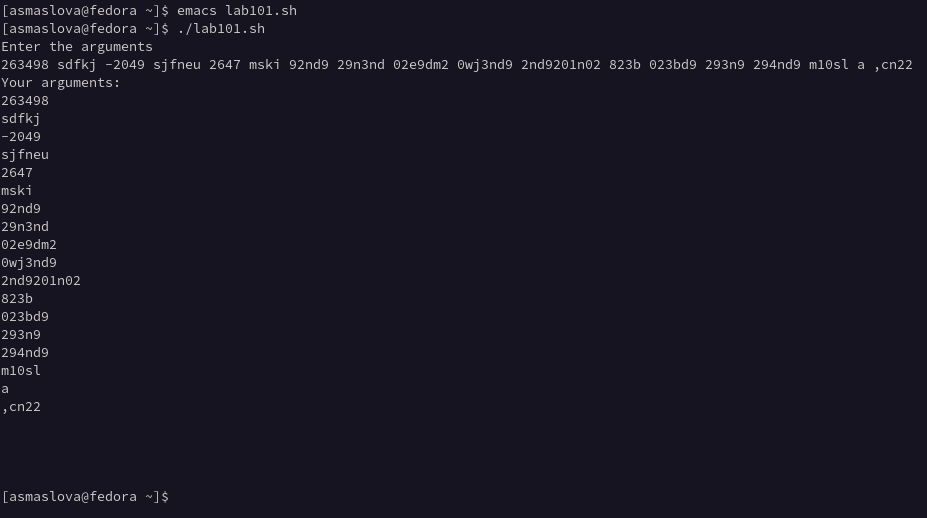 [asmaslova@fedora ~]$ emacs lab101.sh
[asmaslova@fedora ~]$ ./lab101.sh
Enter the arguments
263498 sdfkj -2049 sjfneu 2647 mski 92nd9 29n3nd 02e9dm2 0wj3nd9 2nd9201n02 823b 023bd9 293n9 294nd9 m10sl a ,cn22
Your arguments:
263498
sdfkj
-2049
sjfneu
2647
mski
92nd9
29n3nd
02e9dm2
0wj3nd9
2nd9201n02
823b
023bd9
293n9
294nd9
m10sl
a
,cn22
[asmaslova@fedora ~]$